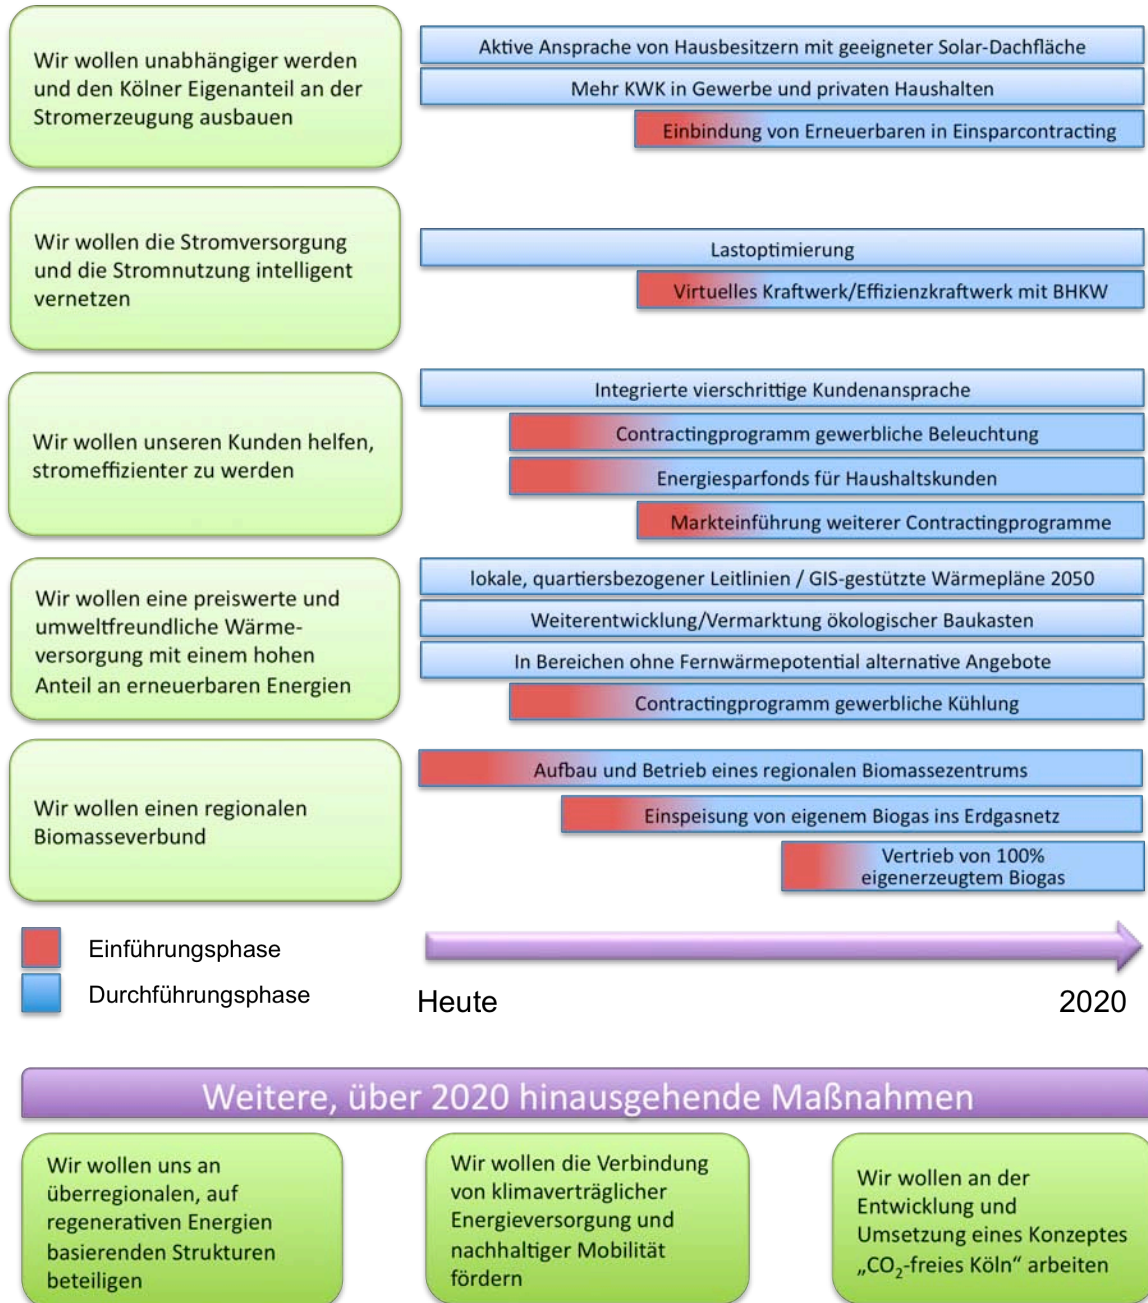 Wir wollen unabhängiger werden
und den Kölner Eigenanteil an der
Stromerzeugung ausbauen
Aktive Ansprache von Hausbesitzern mit geeigneter Solar-Dachfläche
Mehr KWK in Gewerbe und privaten Haushalten
Einbindung von Erneuerbaren in Einsparcontracting
Wir wollen die Stromversorgung
und die Stromnutzung intelligent
vernetzen
Lastoptimierung
Virtuelles Kraftwerk/Effizienzkraftwerk mit BHKW
Wir wollen unseren Kunden helfen,
stromeffizienter zu werden
Integrierte vierschrittige Kundenansprache
Contractingprogramm gewerbliche Beleuchtung
Energiesparfonds für Haushaltskunden
Markteinführung weiterer Contractingprogramme
Wir wollen eine preiswerte und
umweltfreundliche Wärme-
versorgung mit einem hohen
Anteil an erneuerbaren Energien
lokale, quartiersbezogener Leitlinien / GIS-gestützte Wärmepläne 2050
Weiterentwicklung/Vermarktung ökologischer Baukasten
In Bereichen ohne Fernwärmepotential alternative Angebote
Contractingprogramm gewerbliche Kühlung
Wir wollen einen regionalen
Biomasseverbund
Aufbau und Betrieb eines regionalen Biomassezentrums
Einspeisung von eigenem Biogas ins Erdgasnetz
Vertrieb von 100%
eigenerzeugtem Biogas
Einführungsphase
Durchführungsphase
Heute
2020
Weitere, über 2020 hinausgehende Maßnahmen
Wir wollen uns an
überregionalen, auf
regenerativen Energien
basierenden Strukturen
beteiligen
Wir wollen die Verbindung
von klimaverträglicher
Energieversorgung und
nachhaltiger Mobilität
fördern
Wir wollen an der
Entwicklung und
Umsetzung eines Konzeptes
„CO₂-freies Köln“ arbeiten